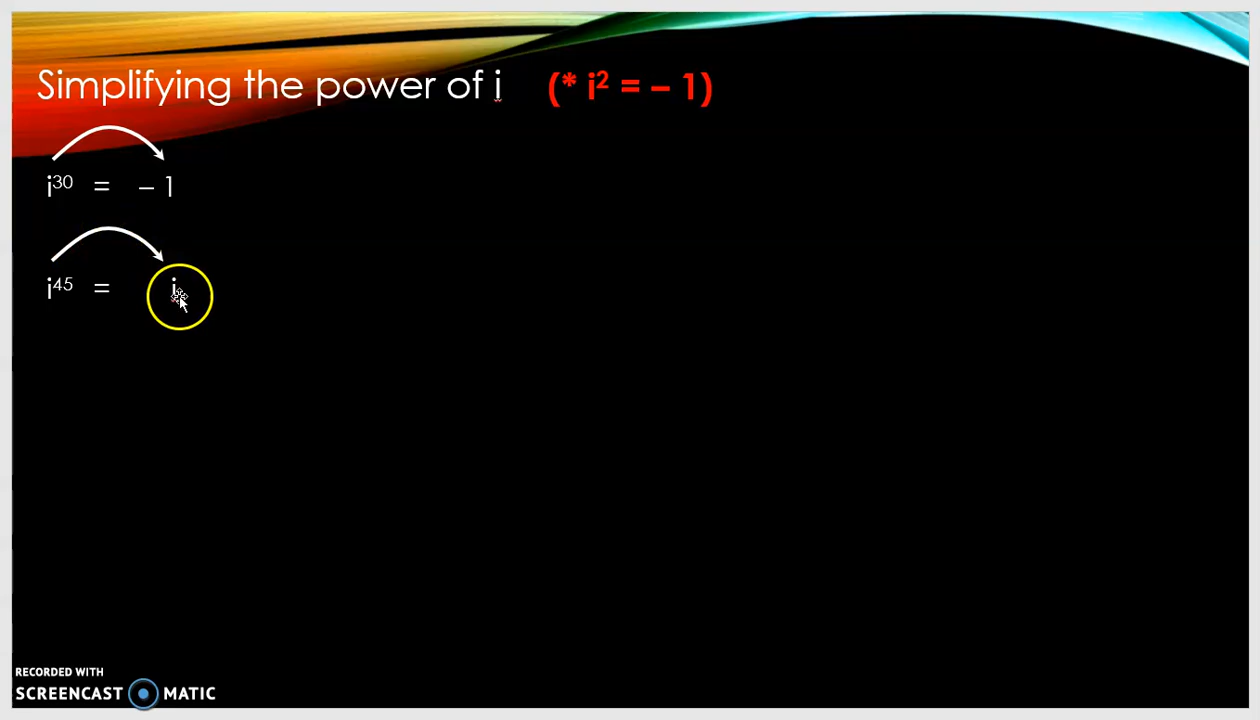 Simplifying the power of i (* i² = – 1)
i³⁰ = – 1
i⁴⁵ = i
RECORDED WITH
SCREENCAST MATIC